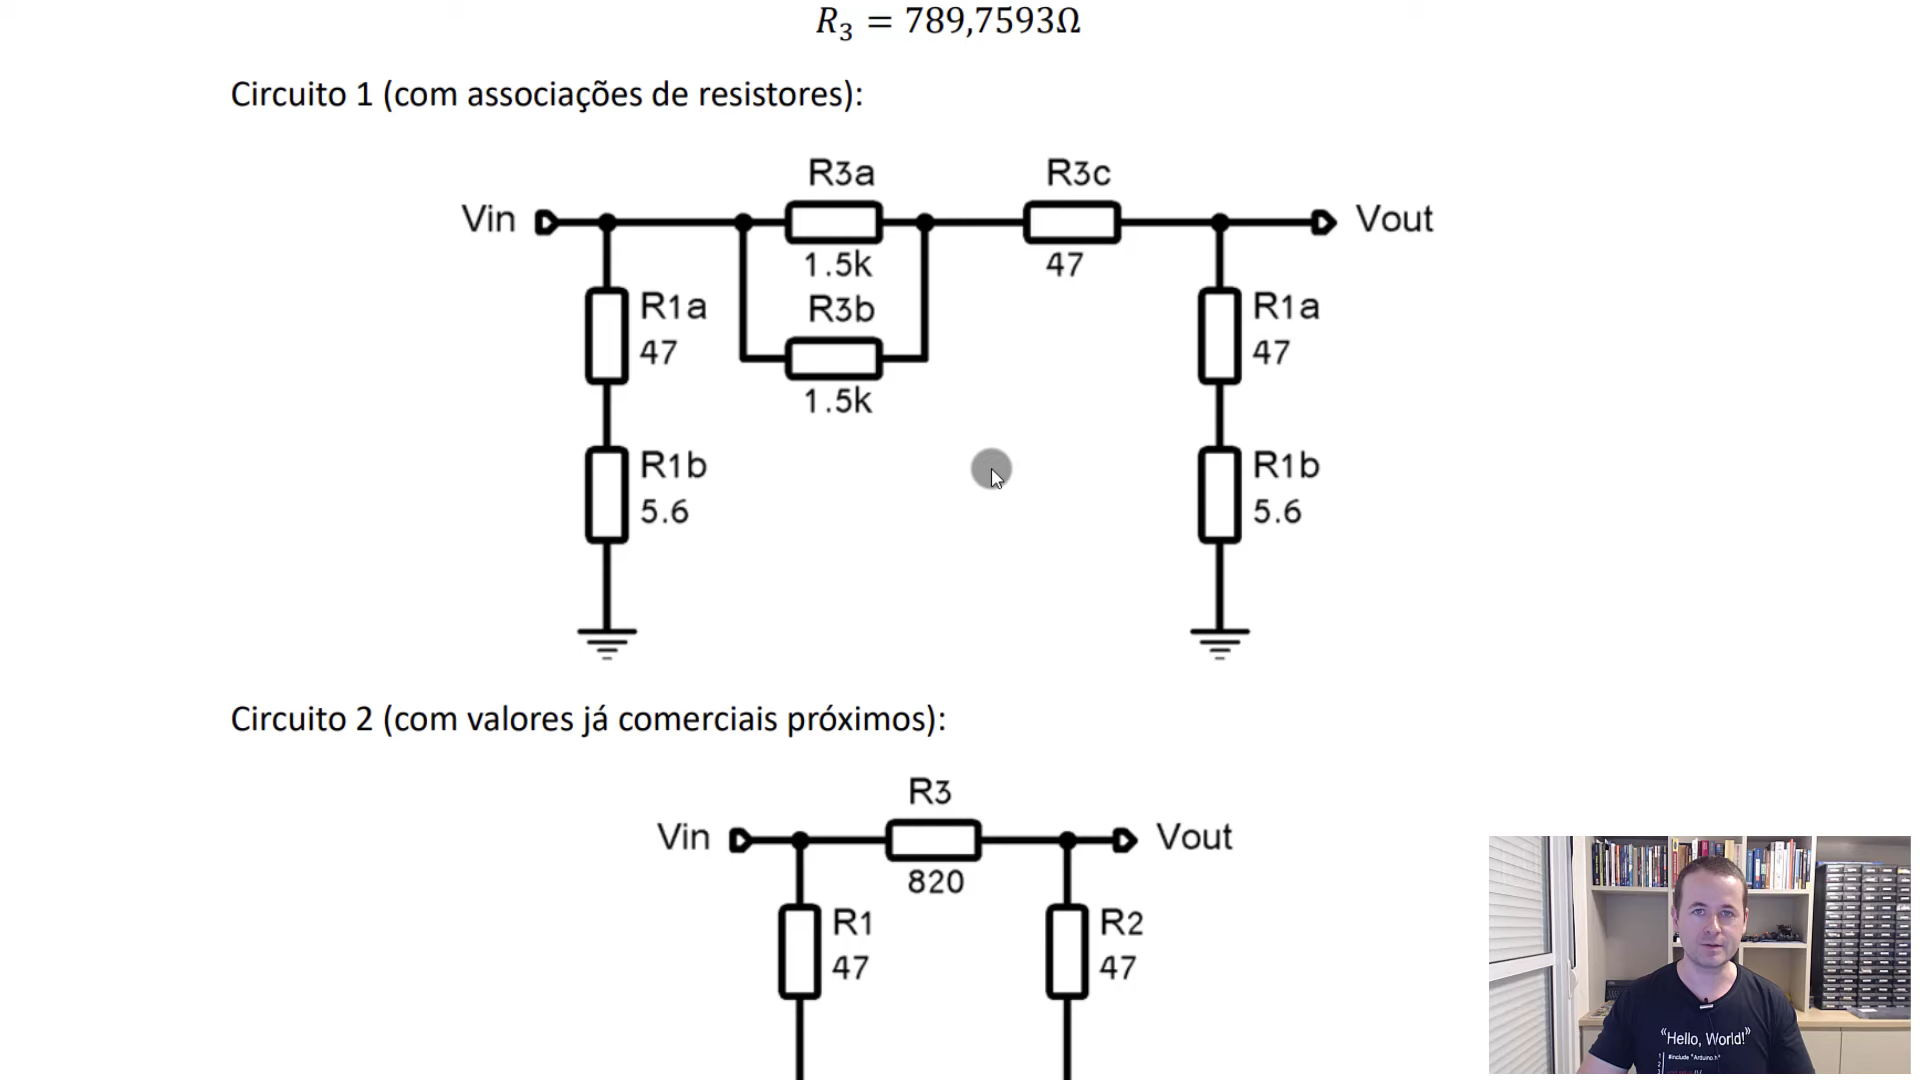 R3 = 789,7593Ω
Circuito 1 (com associações de resistores):
R3a
R3c
Vin
Vout
1.5k
47
R3b
1.5k
R1a
47
R1a
47
R1b
5.6
R1b
5.6
Circuito 2 (com valores já comerciais próximos):
R3
Vin
Vout
820
R1
47
R2
47
“Hello, World!”
#include "Arduino.h"